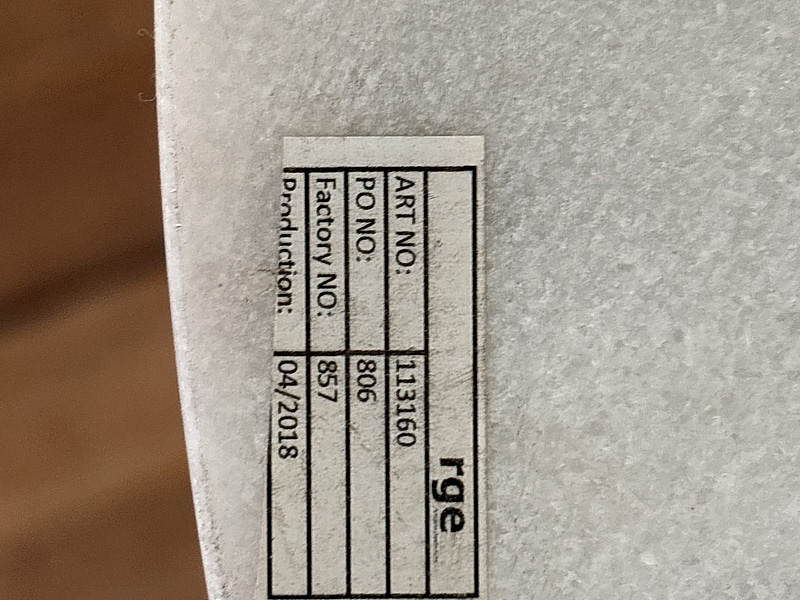 rge
ART NO: 113160
PO NO: 806
Factory NO: 857
Production: 04/2018